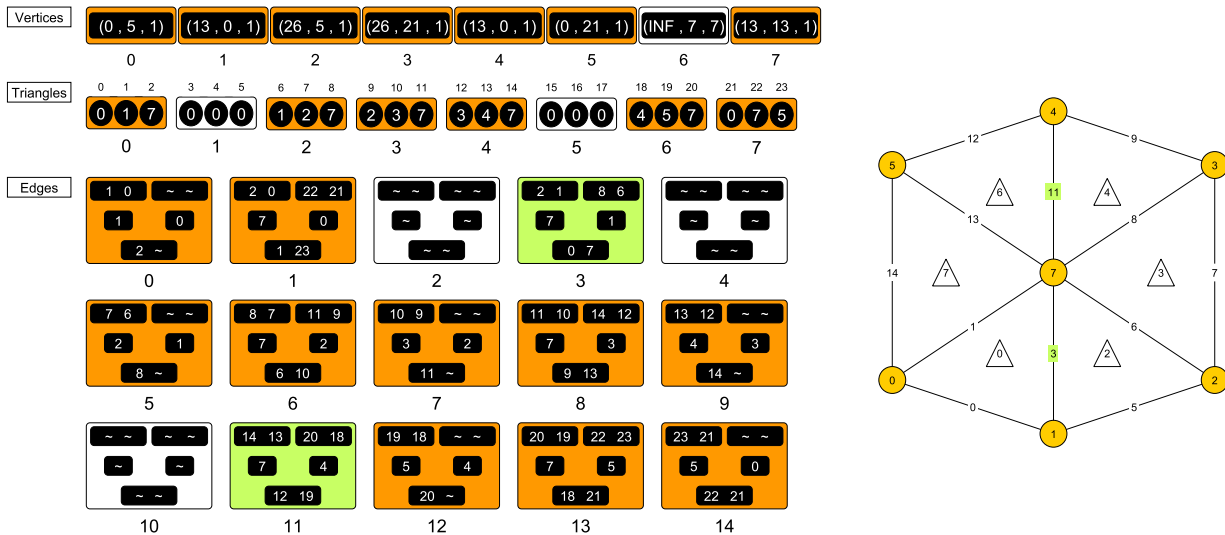 Vertices (0 , 5 , 1) (13 , 0 , 1) (26 , 5 , 1) (26 , 21 , 1) (13 , 0 , 1) (0 , 21 , 1) (INF , 7 , 7) (13 , 13 , 1)
0 1 2 3 4 5 6 7
0 1 2 3 4 5 6 7 8 9 10 11 12 13 14 15 16 17 18 19 20 21 22 23
Triangles 0 1 7 0 0 0 1 2 7 2 3 7 3 4 7 0 0 0 4 5 7 0 7 5
0 1 2 3 4 5 6 7
Edges 1 0 ~ ~ 2 0 22 21 ~ ~ ~ ~ 2 1 8 6 ~ ~ ~ ~
1 0 7 0 ~ ~ 7 1 ~ ~
2 ~ 1 23 ~ ~ 0 7 ~ ~
0 1 2 3 4
7 6 ~ ~ 8 7 11 9 10 9 ~ ~ 11 10 14 12 13 12 ~ ~
2 1 7 2 3 2 7 3 4 3
8 ~ 6 10 11 ~ 9 13 14 ~
5 6 7 8 9
~ ~ ~ ~ 14 13 20 18 19 18 ~ ~ 20 19 22 23 23 21 ~ ~
~ ~ 7 4 5 4 7 5 5 0
~ ~ 12 19 20 ~ 18 21 22 21
10 11 12 13 14
4
12 9
5 3
6 11 4
13 8
14 7 7 3 7
1 6
0 3 2
0 2
0 5
1